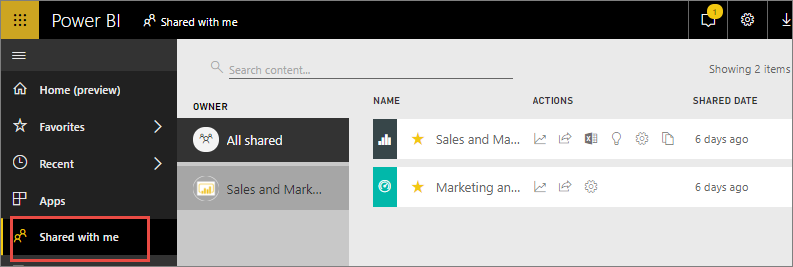 Power BI Shared with me 1
Search content...
Showing 2 items
Home (preview)
Favorites
Recent
Apps
Shared with me
OWNER
All shared
Sales and Mark...
NAME ACTIONS SHARED DATE
Sales and Ma... 6 days ago
Marketing an... 6 days ago